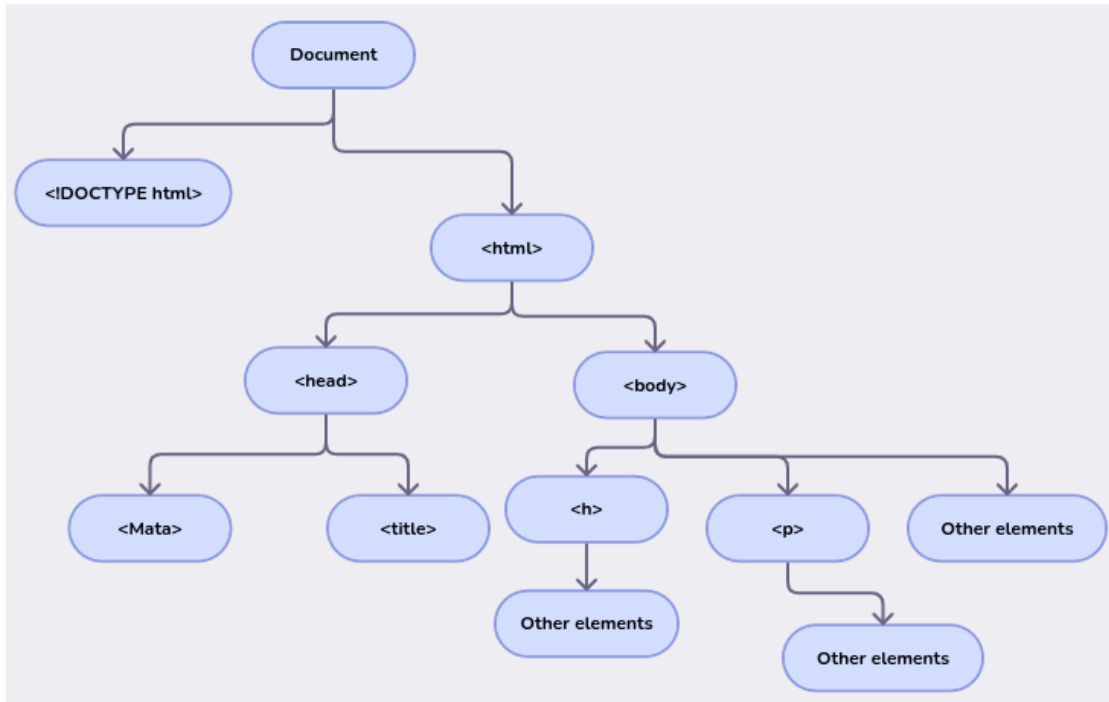 Document
<!DOCTYPE html>
<html>
<head>
<body>
<Mata>
<title>
<h>
<p>
Other elements
Other elements
Other elements